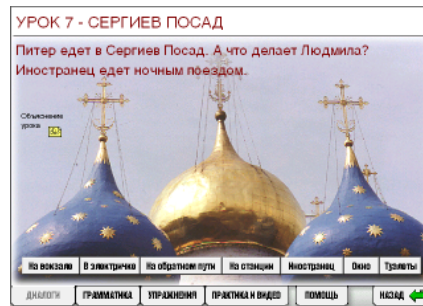 УРОК 7 - СЕРГИЕВ ПОСАД
Питер едет в Сергиев Посад. А что делает Людмила?
Иностранец едет ночным поездом.
Объяснение
урока
На вокзале В электричке На обратном пути На станции Иностранец Окно Туалеты
ДИАЛОГИ ГРАММАТИКА УПРАЖНЕНИЯ ПРАКТИКА И ВИДЕО ПОМОЩЬ НАЗАД